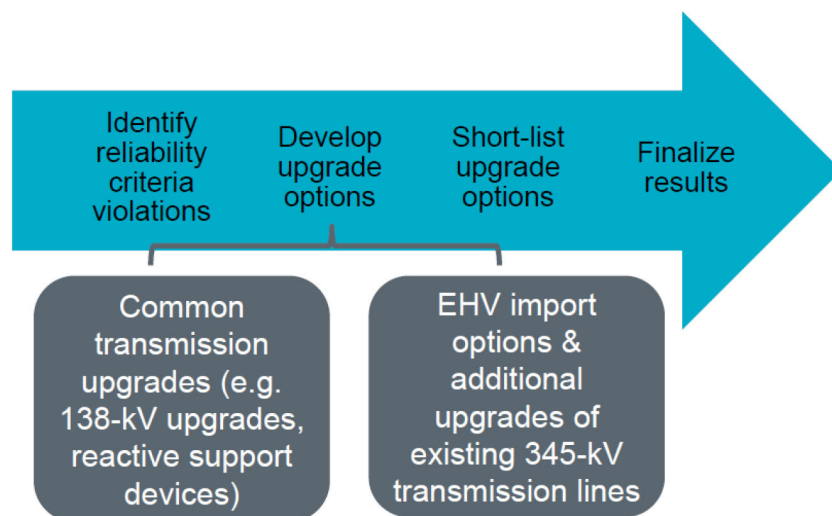 Identify
reliability
criteria
violations
Develop
upgrade
options
Short-list
upgrade
options
Finalize
results
Common
transmission
upgrades (e.g.
138-kV upgrades,
reactive support
devices)
EHV import
options &
additional
upgrades of
existing 345-kV
transmission lines